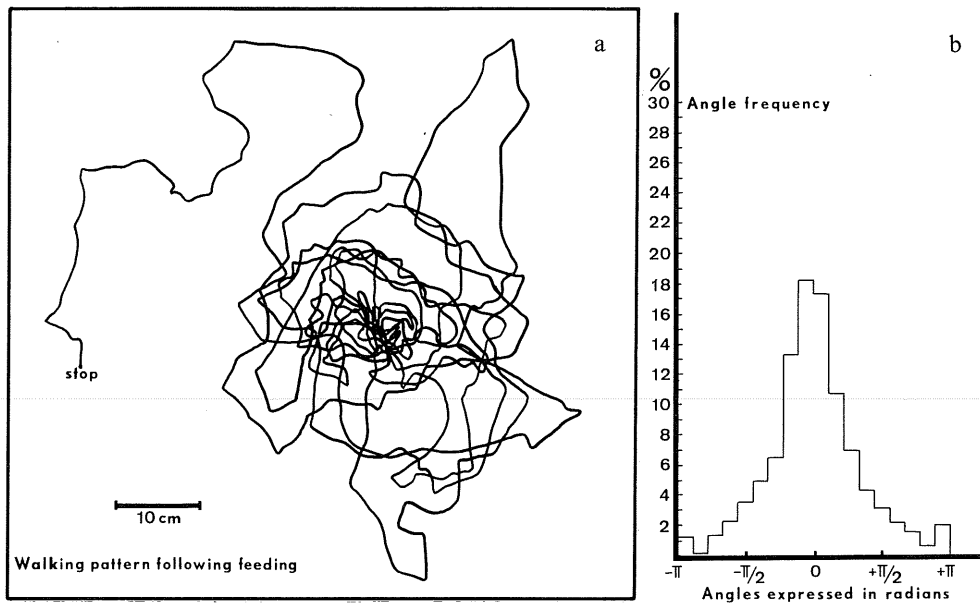 a
stop
10 cm
Walking pattern following feeding
b
%
Angle frequency
30
28
26
24
22
20
18
16
14
12
10
8
6
4
2
-π -π/2 0 +π/2 +π
Angles expressed in radians